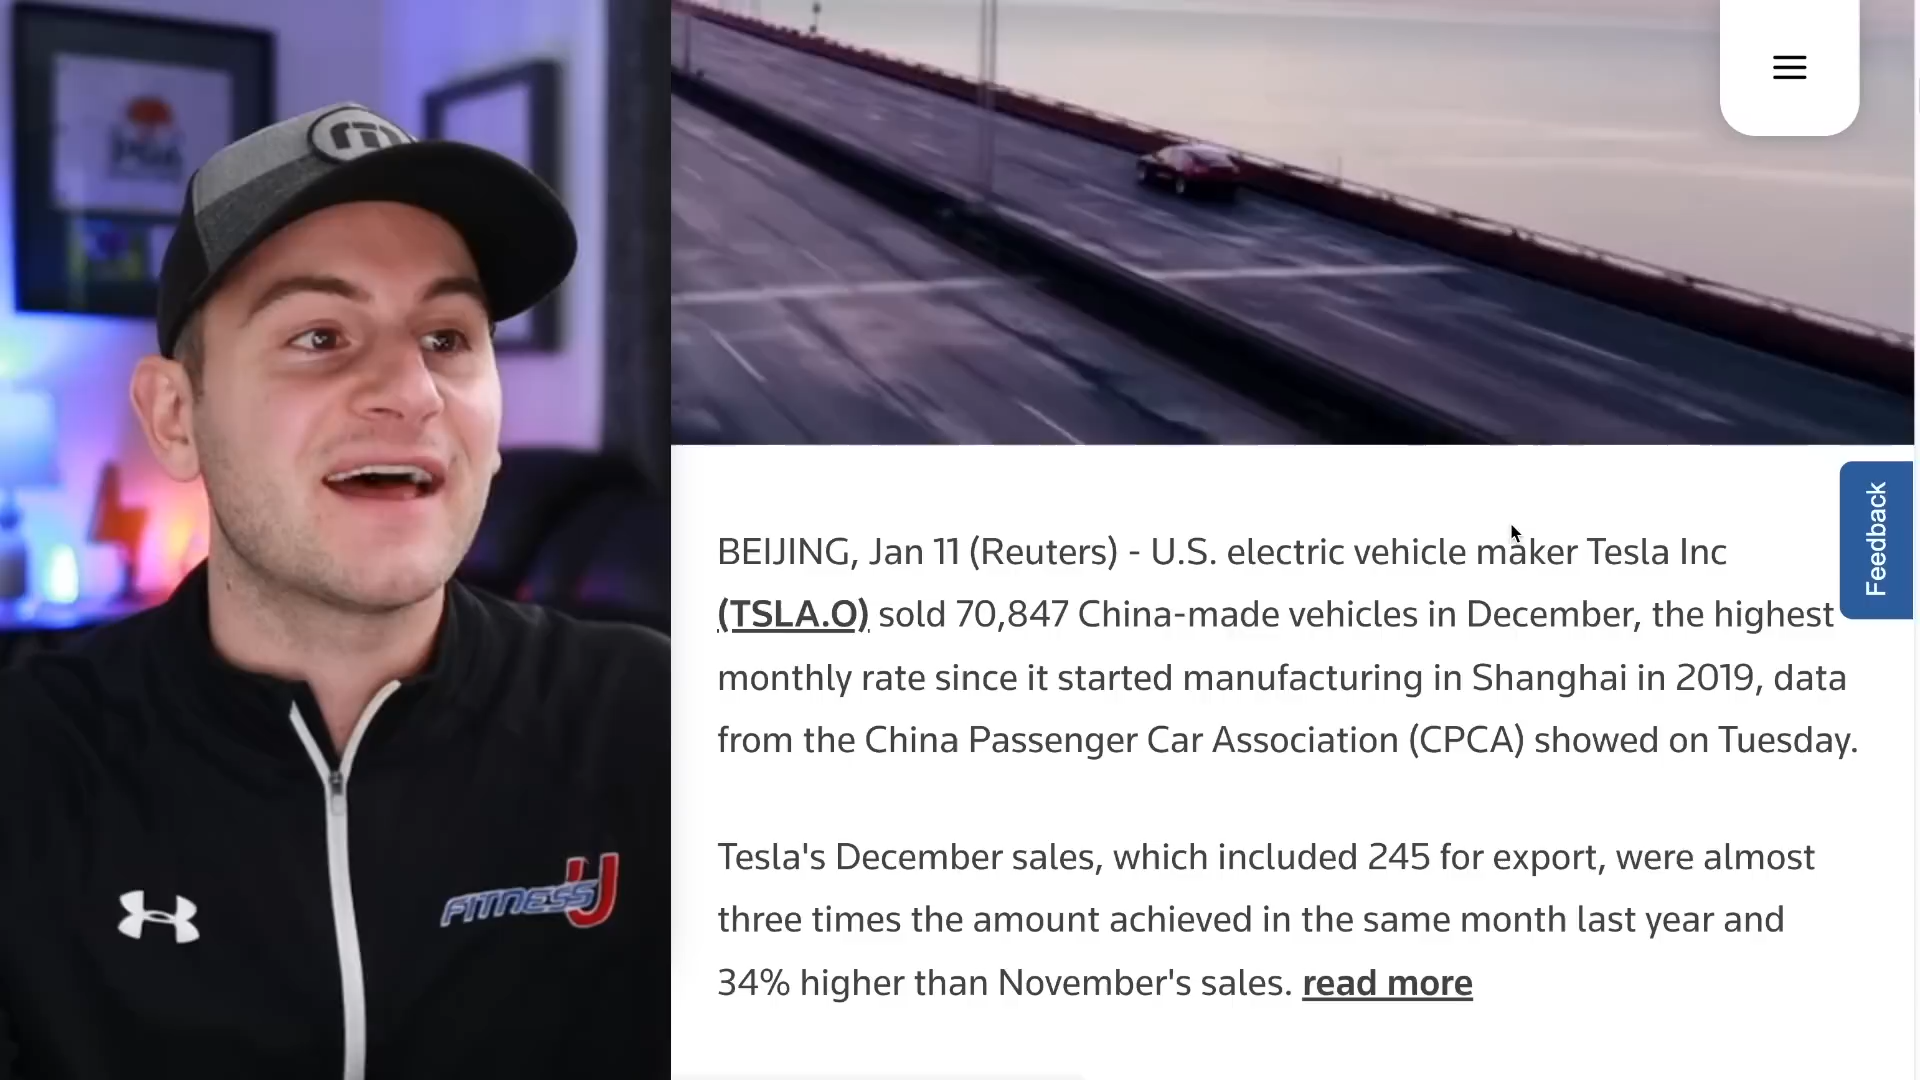 BEIJING, Jan 11 (Reuters) - U.S. electric vehicle maker Tesla Inc
(TSLA.O) sold 70,847 China-made vehicles in December, the highest
monthly rate since it started manufacturing in Shanghai in 2019, data
from the China Passenger Car Association (CPCA) showed on Tuesday.
Tesla's December sales, which included 245 for export, were almost
three times the amount achieved in the same month last year and
34% higher than November's sales. read more
Feedback
FITNESS U